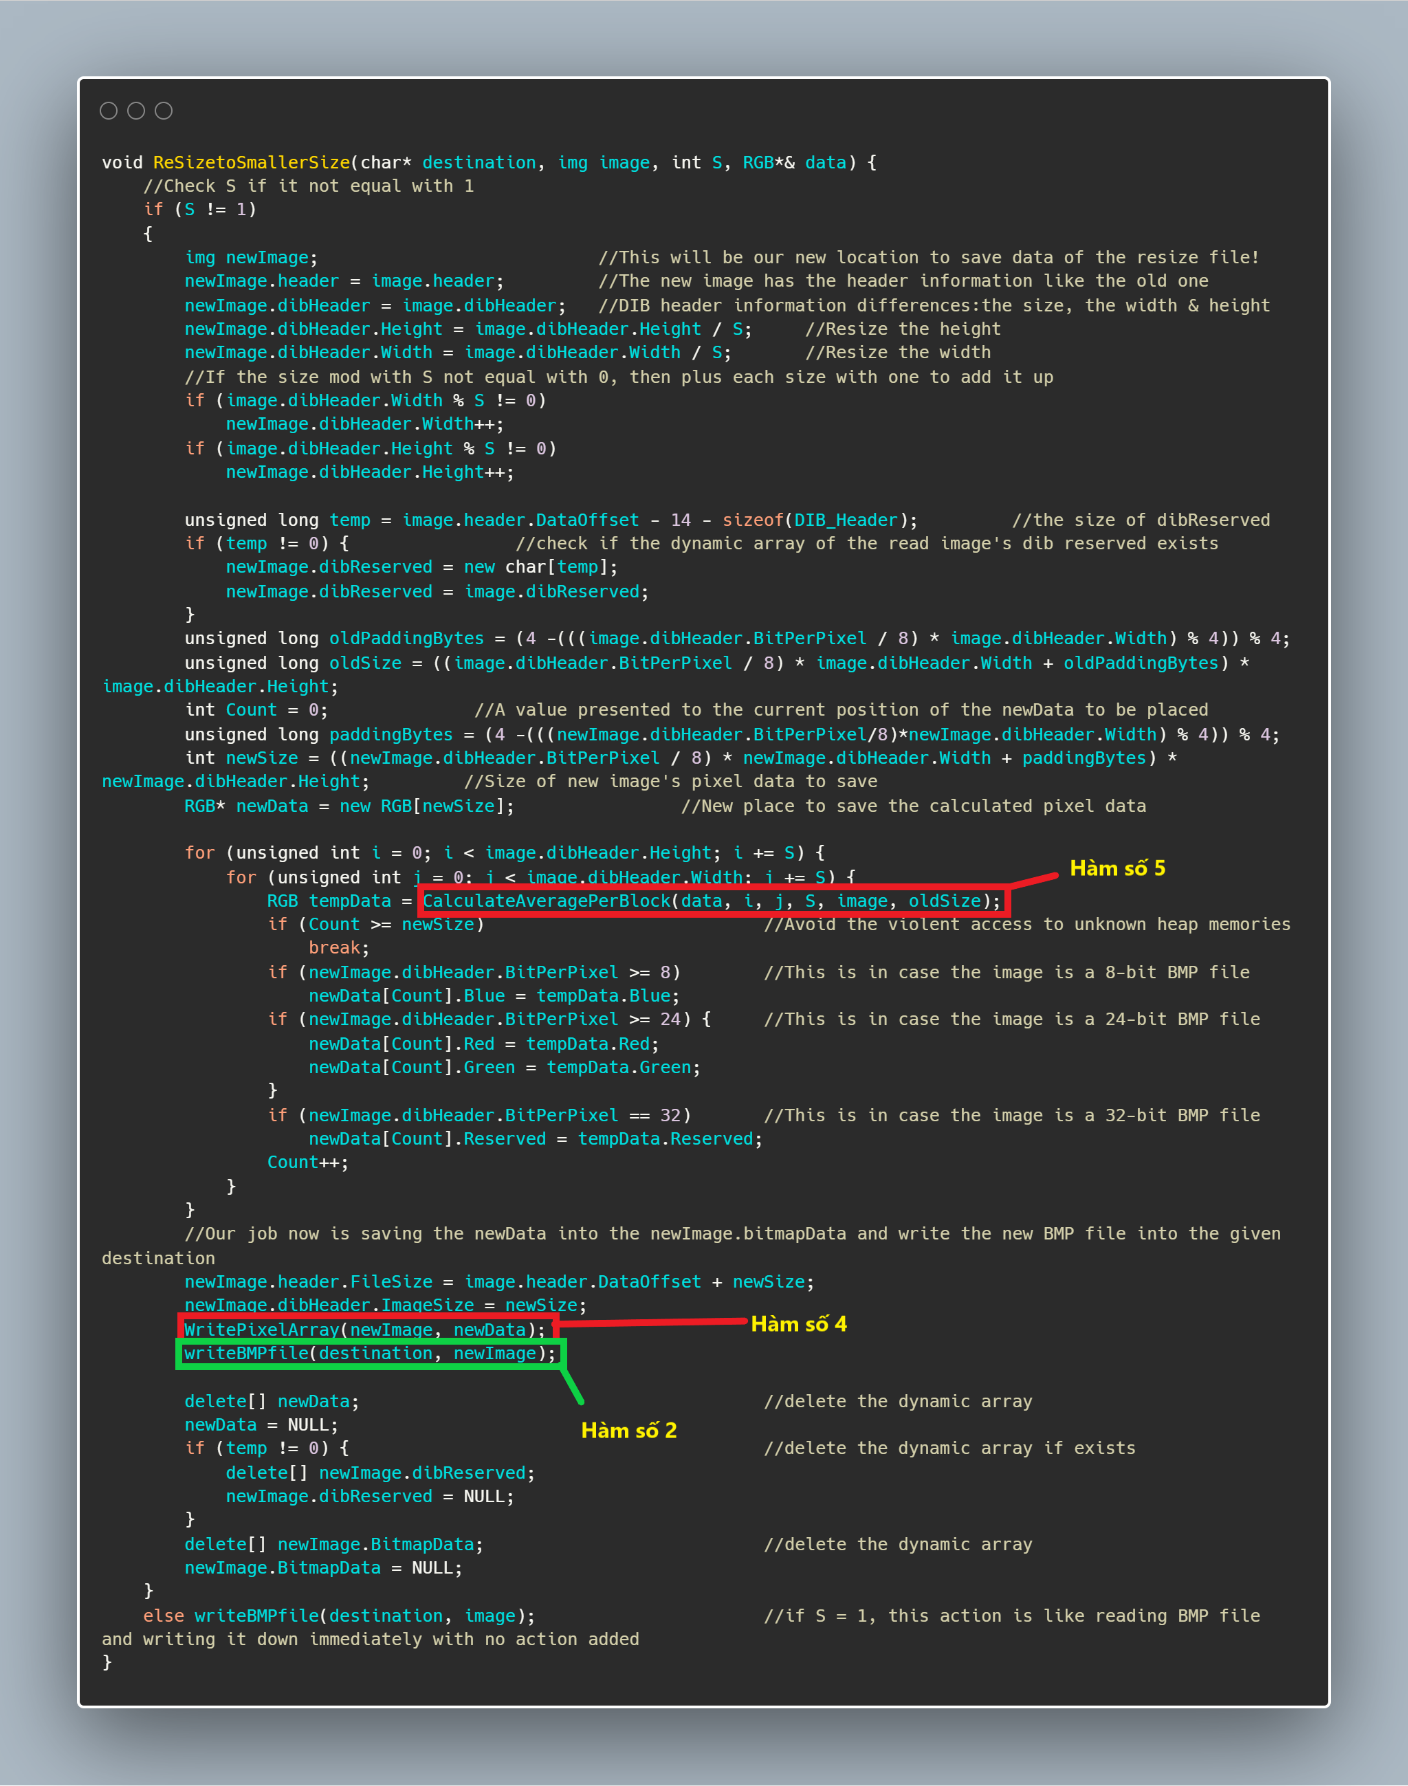 void ReSizetoSmallerSize(char* destination, img image, int S, RGB*& data) {
//Check S if it not equal with 1
if (S != 1)
{
img newImage; //This will be our new location to save data of the resize file!
newImage.header = image.header; //The new image has the header information like the old one
newImage.dibHeader = image.dibHeader; //DIB header information differences:the size, the width & height
newImage.dibHeader.Height = image.dibHeader.Height / S; //Resize the height
newImage.dibHeader.Width = image.dibHeader.Width / S; //Resize the width
//If the size mod with S not equal with 0, then plus each size with one to add it up
if (image.dibHeader.Width % S != 0)
newImage.dibHeader.Width++;
if (image.dibHeader.Height % S != 0)
newImage.dibHeader.Height++;
unsigned long temp = image.header.DataOffset - 14 - sizeof(DIB_Header); //the size of dibReserved
if (temp != 0) { //check if the dynamic array of the read image's dib reserved exists
newImage.dibReserved = new char[temp];
newImage.dibReserved = image.dibReserved;
}
unsigned long oldPaddingBytes = (4 -(((image.dibHeader.BitPerPixel / 8) * image.dibHeader.Width) % 4)) % 4;
unsigned long oldSize = ((image.dibHeader.BitPerPixel / 8) * image.dibHeader.Width + oldPaddingBytes) *
image.dibHeader.Height;
int Count = 0; //A value presented to the current position of the newData to be placed
unsigned long paddingBytes = (4 -(((newImage.dibHeader.BitPerPixel/8)*newImage.dibHeader.Width) % 4)) % 4;
int newSize = ((newImage.dibHeader.BitPerPixel / 8) * newImage.dibHeader.Width + paddingBytes) *
newImage.dibHeader.Height; //Size of new image's pixel data to save
RGB* newData = new RGB[newSize]; //New place to save the calculated pixel data
for (unsigned int i = 0; i < image.dibHeader.Height; i += S) {
for (unsigned int j = 0; j < image.dibHeader.Width; j += S) {
Hàm số 5
RGB tempData = CalculateAveragePerBlock(data, i, j, S, image, oldSize);
if (Count >= newSize) //Avoid the violent access to unknown heap memories
break;
if (newImage.dibHeader.BitPerPixel >= 8) //This is in case the image is a 8-bit BMP file
newData[Count].Blue = tempData.Blue;
if (newImage.dibHeader.BitPerPixel >= 24) { //This is in case the image is a 24-bit BMP file
newData[Count].Red = tempData.Red;
newData[Count].Green = tempData.Green;
}
if (newImage.dibHeader.BitPerPixel == 32) //This is in case the image is a 32-bit BMP file
newData[Count].Reserved = tempData.Reserved;
Count++;
}
}
//Our job now is saving the newData into the newImage.bitmapData and write the new BMP file into the given
destination
newImage.header.FileSize = image.header.DataOffset + newSize;
newImage.dibHeader.ImageSize = newSize;
WritePixelArray(newImage, newData); Hàm số 4
writeBMPfile(destination, newImage);
delete[] newData; //delete the dynamic array
newData = NULL;
Hàm số 2
if (temp != 0) { //delete the dynamic array if exists
delete[] newImage.dibReserved;
newImage.dibReserved = NULL;
}
delete[] newImage.BitmapData; //delete the dynamic array
newImage.BitmapData = NULL;
}
else writeBMPfile(destination, image); //if S = 1, this action is like reading BMP file
and writing it down immediately with no action added
}